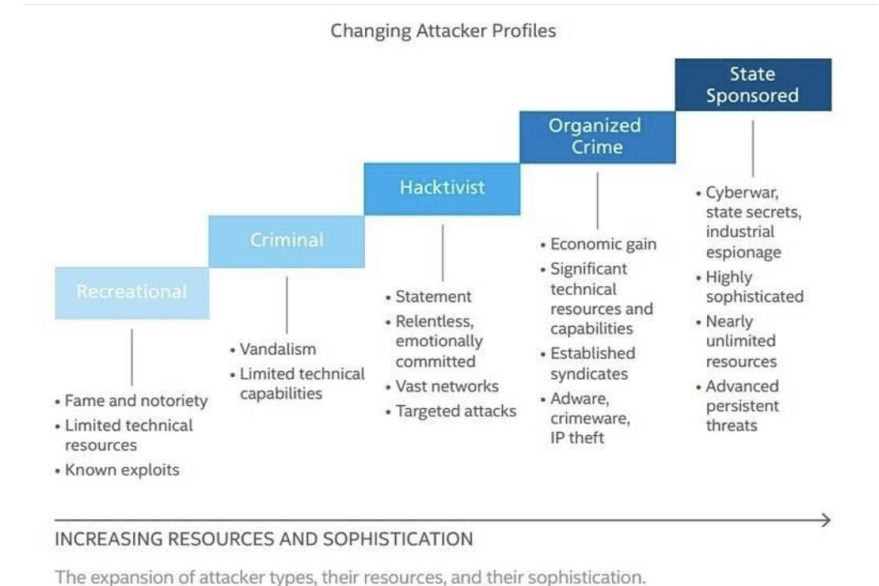 Changing Attacker Profiles
State
Sponsored
Organized
Crime
Hacktivist
Criminal
Recreational
• Cyberwar,
state secrets,
industrial
espionage
• Highly
sophisticated
• Nearly
unlimited
resources
• Advanced
persistent
threats
• Economic gain
• Significant
technical
resources and
capabilities
• Established
syndicates
• Adware,
crimeware,
IP theft
• Statement
• Relentless,
emotionally
committed
• Vast networks
• Targeted attacks
• Vandalism
• Limited technical
capabilities
• Fame and notoriety
• Limited technical
resources
• Known exploits
INCREASING RESOURCES AND SOPHISTICATION
The expansion of attacker types, their resources, and their sophistication.